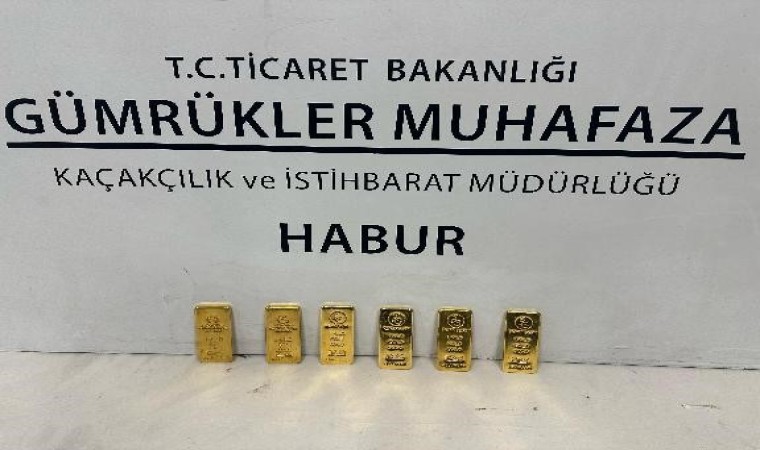 T.C.TİCARET BAKANLIĞI
GÜMRÜKLER MUHAFAZA
KAÇAKÇILIK ve İSTİHBARAT MÜDÜRLÜĞÜ
HABUR